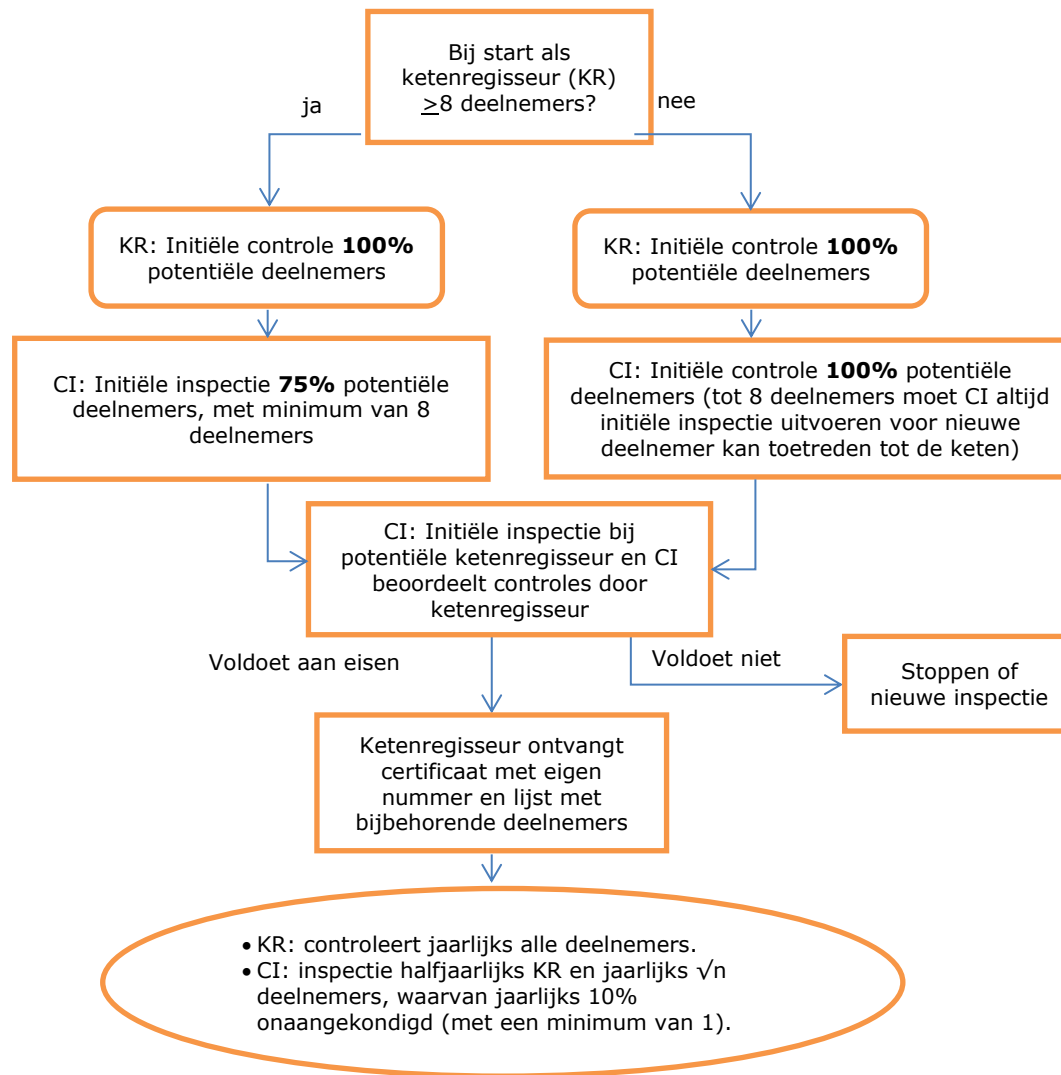 Bij start als
ketenregisseur (KR)
≥8 deelnemers?
ja
nee
KR: Initiële controle 100%
potentiële deelnemers
KR: Initiële controle 100%
potentiële deelnemers
CI: Initiële inspectie 75% potentiële
deelnemers, met minimum van 8
deelnemers
CI: Initiële controle 100% potentiële
deelnemers (tot 8 deelnemers moet CI altijd
initiële inspectie uitvoeren voor nieuwe
deelnemer kan toetreden tot de keten)
CI: Initiële inspectie bij
potentiële ketenregisseur en CI
beoordeelt controles door
ketenregisseur
Voldoet aan eisen
Voldoet niet
Stoppen of
nieuwe inspectie
Ketenregisseur ontvangt
certificaat met eigen
nummer en lijst met
bijbehorende deelnemers
• KR: controleert jaarlijks alle deelnemers.
• CI: inspectie halfjaarlijks KR en jaarlijks √n
deelnemers, waarvan jaarlijks 10%
onaangekondigd (met een minimum van 1).